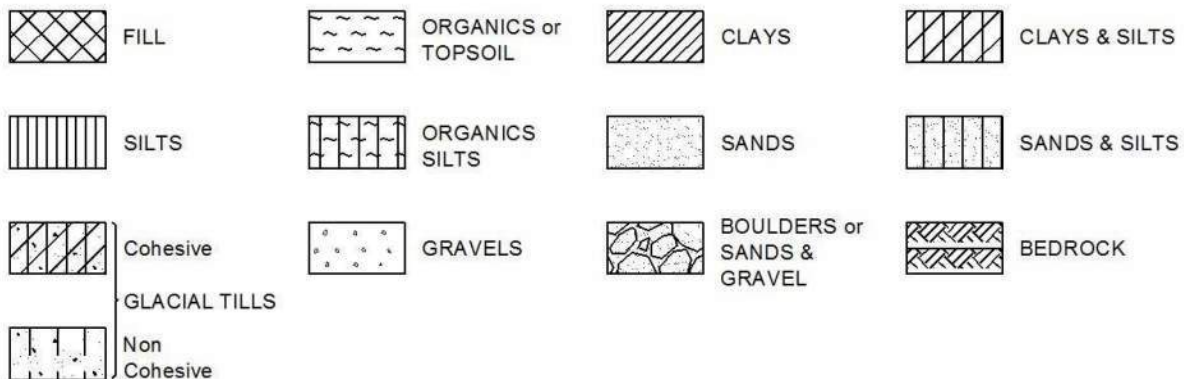 FILL
ORGANICS or
TOPSOIL
CLAYS
CLAYS & SILTS
SILTS
ORGANICS
SILTS
SANDS
SANDS & SILTS
Cohesive
GLACIAL TILLS
Non
Cohesive
GRAVELS
BOULDERS or
SANDS &
GRAVEL
BEDROCK